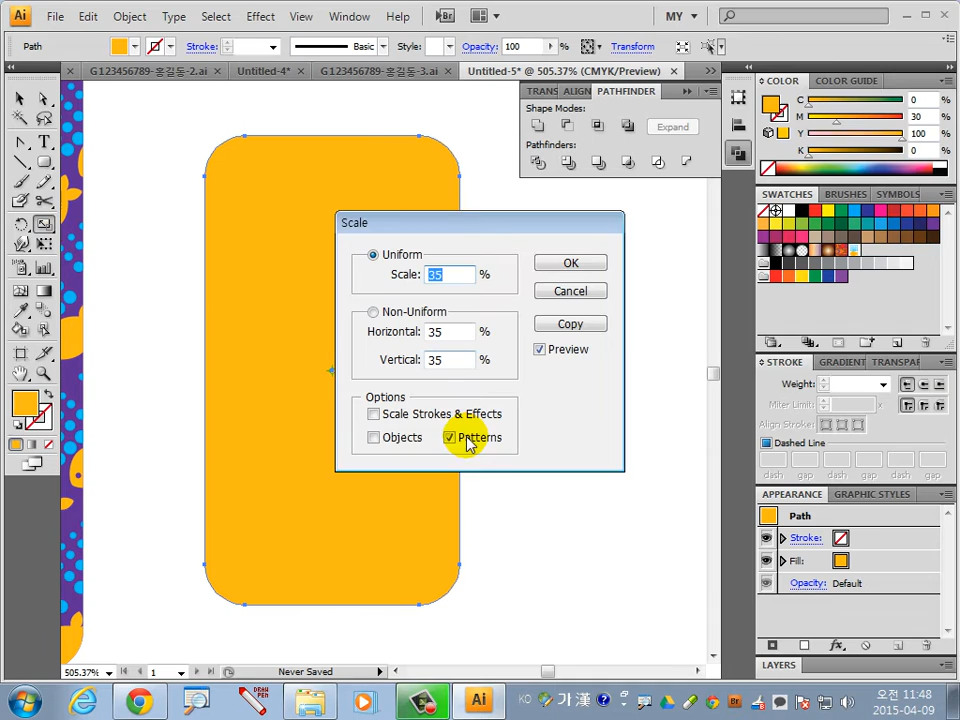 Ai File Edit Object Type Select Effect View Window Help Br MY
Path Stroke: Basic Style: Opacity: 100 % Transform
G123456789-홍길동-2.ai × Untitled-4* × G123456789-홍길동-3.ai × Untitled-5* @ 505.37% (CMYK/Preview) ×
TRANS ALIGN PATHFINDER
Shape Modes:
Expand
Pathfinders:
COLOR COLOR GUIDE
C 0 %
M 30 %
Y 100 %
K 0 %
SWATCHES BRUSHES SYMBOLS
Scale
Uniform
Scale: 35 %
Non-Uniform
Horizontal: 35 %
Vertical: 35 %
Options
Scale Strokes & Effects
Objects Patterns
OK
Cancel
Copy
Preview
STROKE GRADIENT TRANSPAR
Weight:
Miter Limit: x
Align Stroke:
Dashed Line
dash gap dash gap dash gap
APPEARANCE GRAPHIC STYLES
Path
Stroke:
Fill:
Opacity: Default
fx
LAYERS
505.37% 1 Never Saved
Ai KO 가 漢 ? Br 오전 11:48
2015-04-09